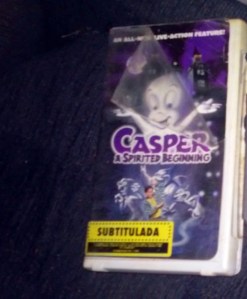 AN ALL-NEW LIVE-ACTION FEATURE!
CASPER
A SPIRITED BEGINNING
SUBTITULADA